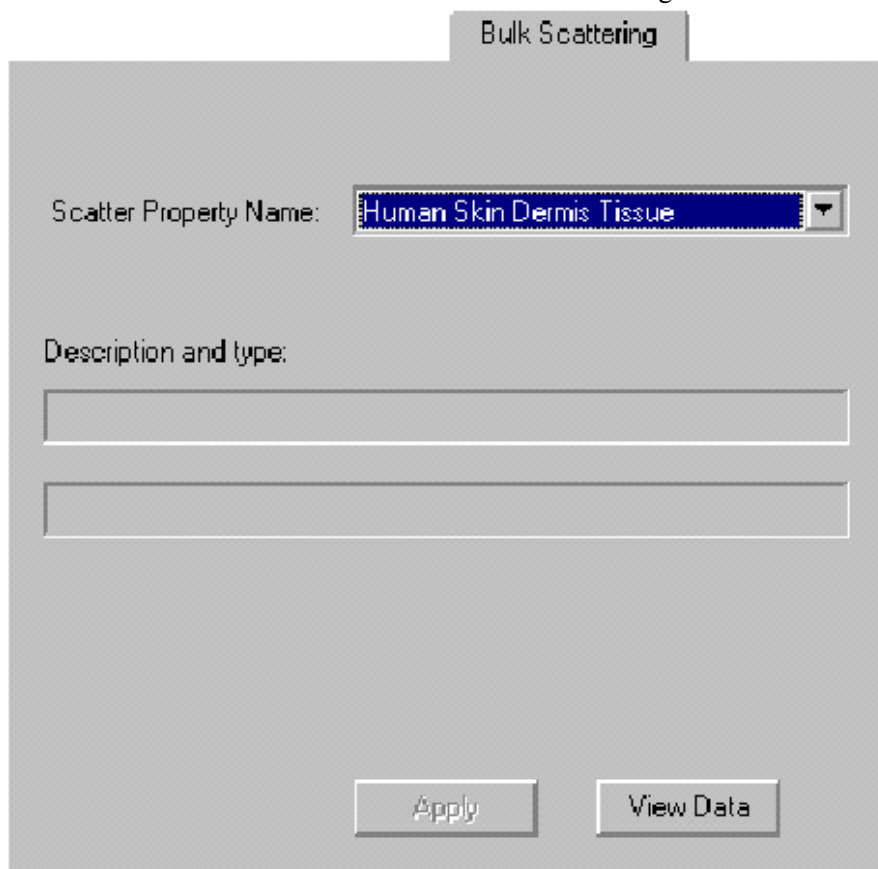 Bulk Scattering
Scatter Property Name: Human Skin Dermis Tissue
Description and type:
Apply View Data